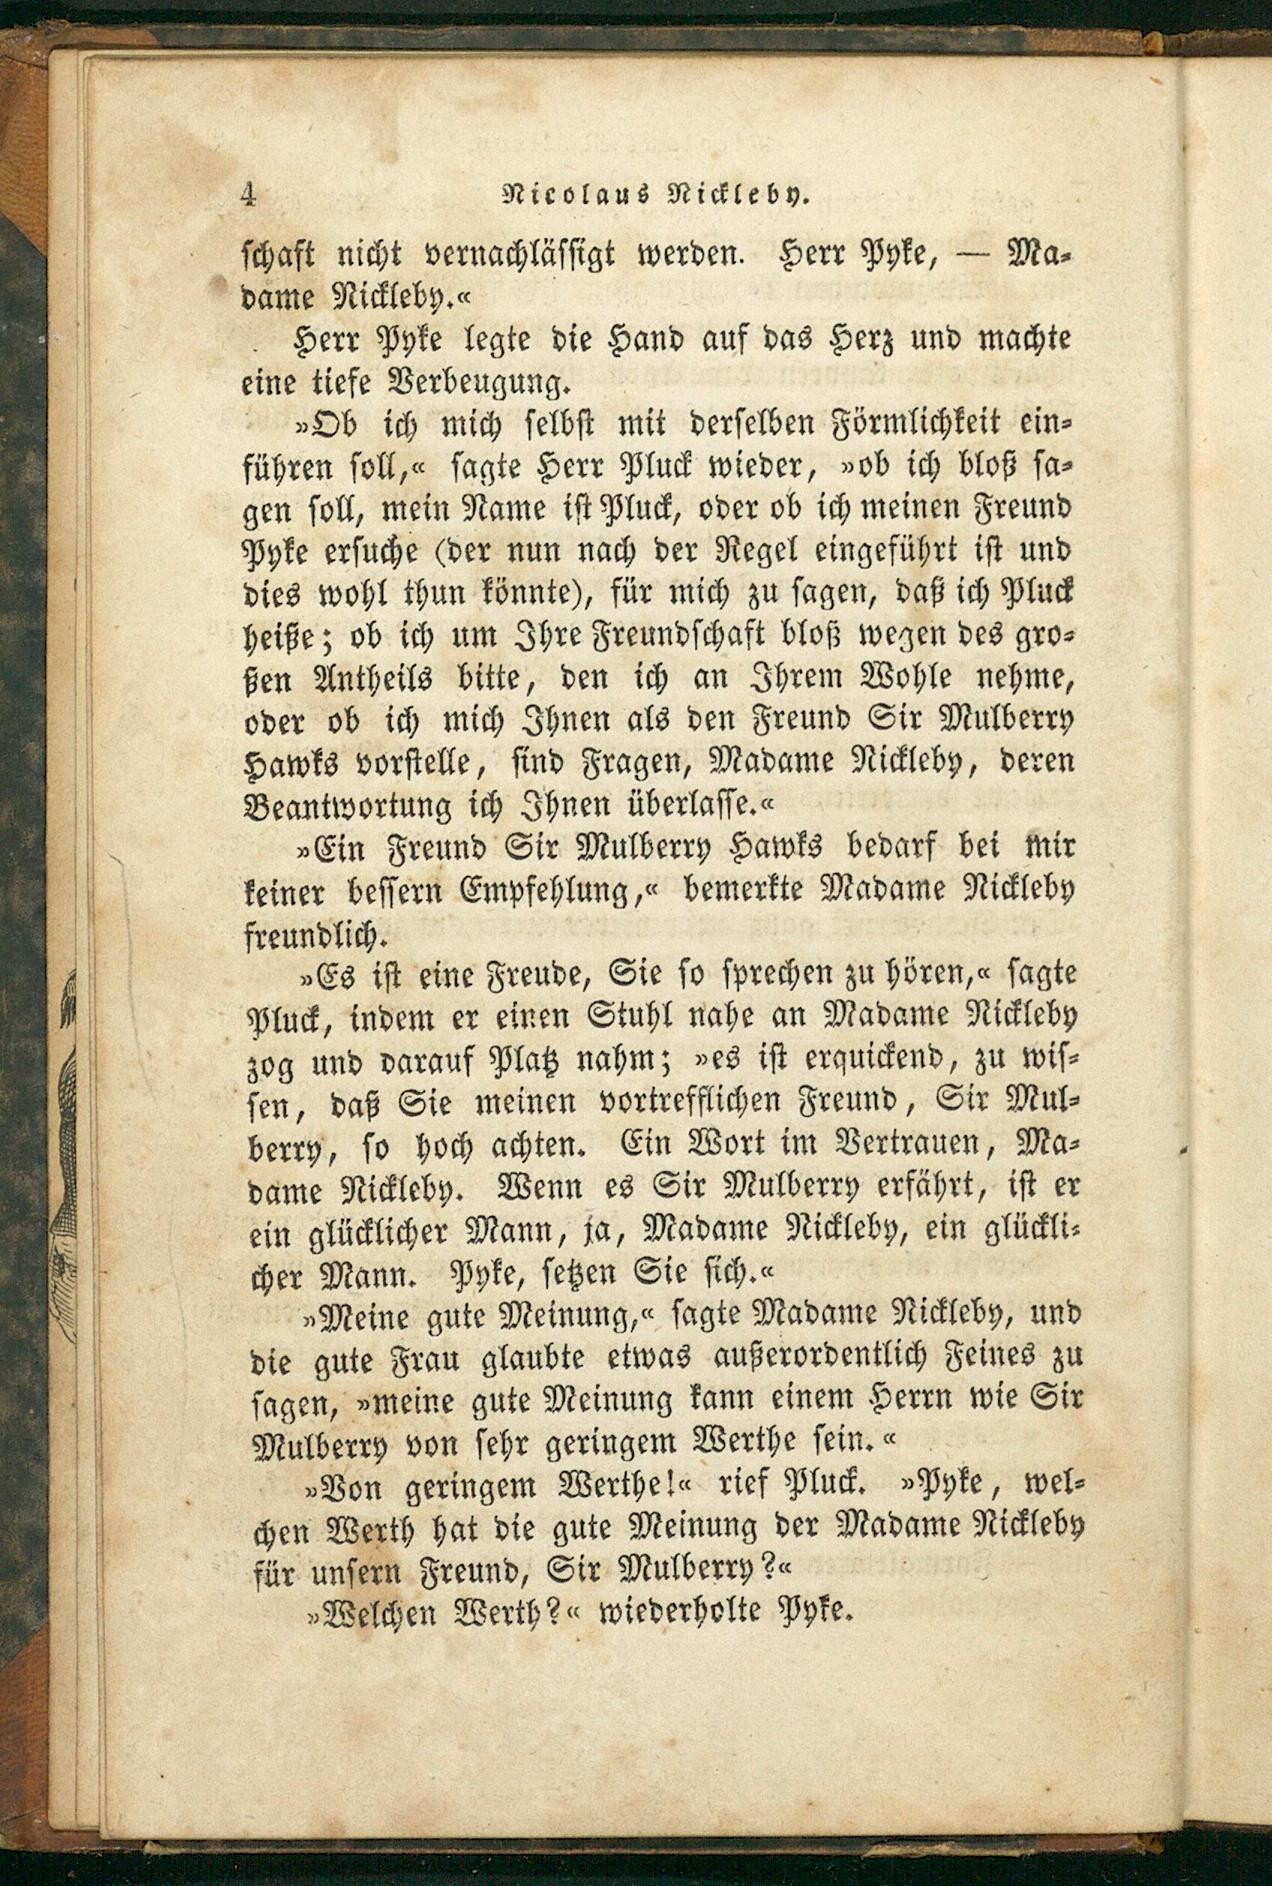 4 Nicolaus Nickleby.
schaft nicht vernachlässigt werden. Herr Pyke, — Ma-
dame Nickleby.«
Herr Pyke legte die Hand auf das Herz und machte
eine tiefe Verbeugung.
»Ob ich mich selbst mit derselben Förmlichkeit ein-
führen soll,« sagte Herr Pluck wieder, »ob ich bloß sa-
gen soll, mein Name ist Pluck, oder ob ich meinen Freund
Pyke ersuche (der nun nach der Regel eingeführt ist und
dies wohl thun könnte), für mich zu sagen, daß ich Pluck
heiße; ob ich um Ihre Freundschaft bloß wegen des gro-
ßen Antheils bitte, den ich an Ihrem Wohle nehme,
oder ob ich mich Ihnen als den Freund Sir Mulberry
Hawks vorstelle, sind Fragen, Madame Nickleby, deren
Beantwortung ich Ihnen überlasse.«
»Ein Freund Sir Mulberry Hawks bedarf bei mir
keiner bessern Empfehlung,« bemerkte Madame Nickleby
freundlich.
»Es ist eine Freude, Sie so sprechen zu hören,« sagte
Pluck, indem er einen Stuhl nahe an Madame Nickleby
zog und darauf Platz nahm; »es ist erquickend, zu wis-
sen, daß Sie meinen vortrefflichen Freund, Sir Mul-
berry, so hoch achten. Ein Wort im Vertrauen, Ma-
dame Nickleby. Wenn es Sir Mulberry erfährt, ist er
ein glücklicher Mann, ja, Madame Nickleby, ein glückli-
cher Mann. Pyke, setzen Sie sich.«
»Meine gute Meinung,« sagte Madame Nickleby, und
die gute Frau glaubte etwas außerordentlich Feines zu
sagen, »meine gute Meinung kann einem Herrn wie Sir
Mulberry von sehr geringem Werthe sein.«
»Von geringem Werthe!« rief Pluck. »Pyke, wel-
chen Werth hat die gute Meinung der Madame Nickleby
für unsern Freund, Sir Mulberry?«
»Welchen Werth?« wiederholte Pyke.